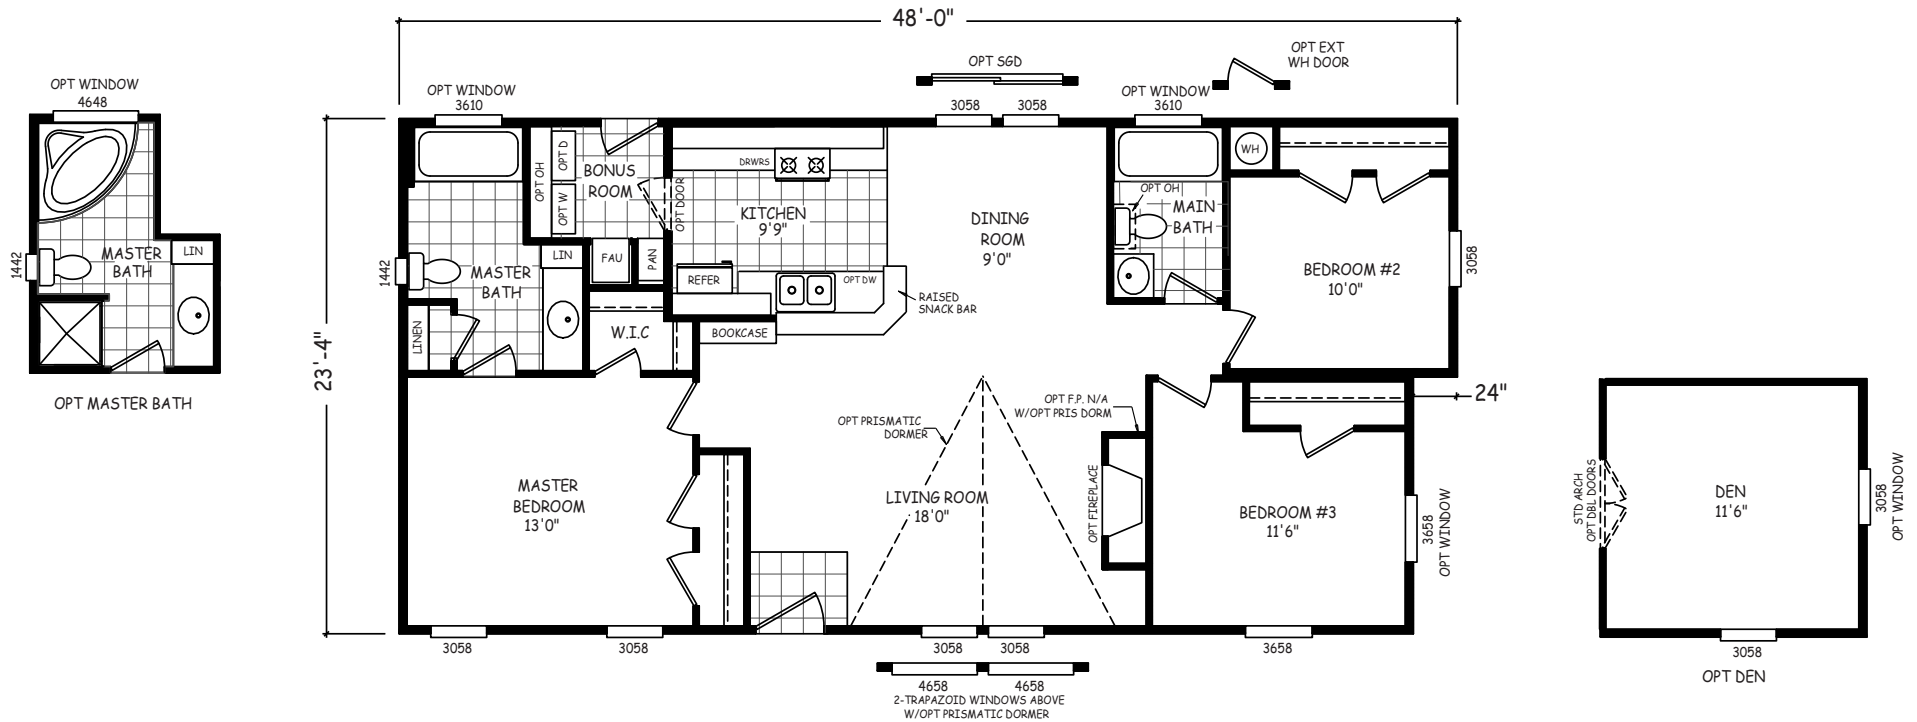 48'-0"
OPT SGD
OPT EXT
WH DOOR
OPT WINDOW
4648
OPT WINDOW
3610
3058
3058
OPT WINDOW
3610
OPT OH
OPT D
OPT W
BONUS
ROOM
OPT DOOR
DRWRS
KITCHEN
9'9"
DINING
ROOM
9'0"
OPT OH
MAIN
BATH
WH
BEDROOM #2
10'0"
3058
1442
MASTER
BATH
LIN
OPT MASTER BATH
23'-4"
1442
MASTER
BATH
LIN
LINEN
FAU
PAN
W.I.C
REFER
BOOKCASE
OPT DW
RAISED
SNACK BAR
24"
OPT PRISMATIC
DORMER
OPT F.P. N/A
W/OPT PRIS DORM
MASTER
BEDROOM
13'0"
LIVING ROOM
18'0"
OPT FIREPLACE
BEDROOM #3
11'6"
3658
OPT WINDOW
STD ARCH
OPT DBL DOORS
DEN
11'6"
3058
OPT WINDOW
3058
3058
3058
3058
3658
3058
OPT DEN
4658
4658
2-TRAPAZOID WINDOWS ABOVE
W/OPT PRISMATIC DORMER